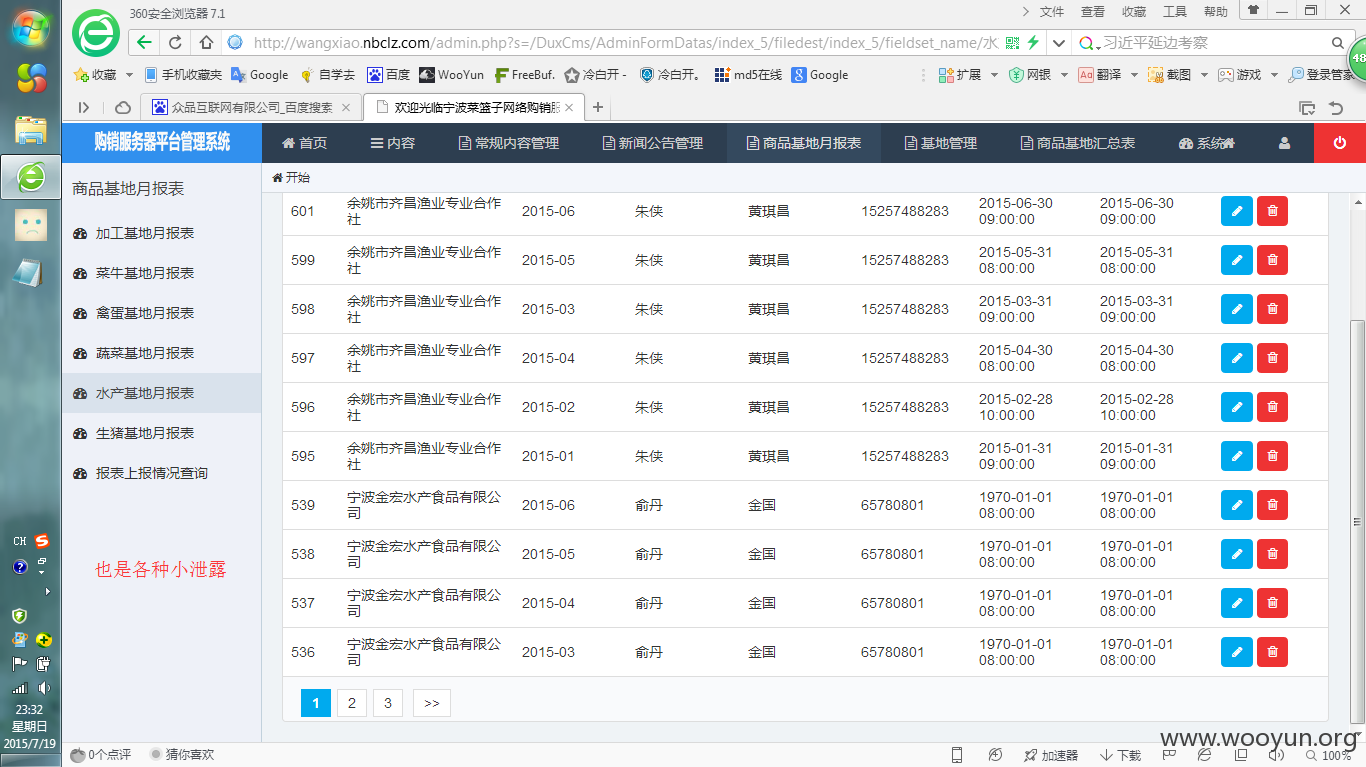 360安全浏览器 7.1
文件 查看 收藏 工具 帮助
http://wangxiao.nbclz.com/admin.php?s=/DuxCms/AdminFormDatas/index_5/filedest/index_5/fieldset_name/水
习近平延边考察
48
收藏 手机收藏夹 Google 自学去 百度 WooYun FreeBuf. 冷白开 - 冷白开。 md5在线 Google 扩展 网银 翻译 截图 游戏 登录管家
众品互联网有限公司_百度搜索 欢迎光临宁波菜篮子网络购销服
购销服务器平台管理系统 首页 内容 常规内容管理 新闻公告管理 商品基地月报表 基地管理 商品基地汇总表 系统
开始
商品基地月报表
加工基地月报表
菜牛基地月报表
禽蛋基地月报表
蔬菜基地月报表
水产基地月报表
生猪基地月报表
报表上报情况查询
也是各种小泄露
601 余姚市齐昌渔业专业合作 2015-06 朱侠 黄琪昌 15257488283 2015-06-30 2015-06-30
社 09:00:00 09:00:00
599 余姚市齐昌渔业专业合作 2015-05 朱侠 黄琪昌 15257488283 2015-05-31 2015-05-31
社 08:00:00 08:00:00
598 余姚市齐昌渔业专业合作 2015-03 朱侠 黄琪昌 15257488283 2015-03-31 2015-03-31
社 09:00:00 09:00:00
597 余姚市齐昌渔业专业合作 2015-04 朱侠 黄琪昌 15257488283 2015-04-30 2015-04-30
社 08:00:00 08:00:00
596 余姚市齐昌渔业专业合作 2015-02 朱侠 黄琪昌 15257488283 2015-02-28 2015-02-28
社 10:00:00 10:00:00
595 余姚市齐昌渔业专业合作 2015-01 朱侠 黄琪昌 15257488283 2015-01-31 2015-01-31
社 09:00:00 09:00:00
539 宁波金宏水产食品有限公 2015-06 俞丹 金国 65780801 1970-01-01 1970-01-01
司 08:00:00 08:00:00
538 宁波金宏水产食品有限公 2015-05 俞丹 金国 65780801 1970-01-01 1970-01-01
司 08:00:00 08:00:00
537 宁波金宏水产食品有限公 2015-04 俞丹 金国 65780801 1970-01-01 1970-01-01
司 08:00:00 08:00:00
536 宁波金宏水产食品有限公 2015-03 俞丹 金国 65780801 1970-01-01 1970-01-01
司 08:00:00 08:00:00
1 2 3 >>
CH
23:32
星期日
2015/7/19
0个点评 猜你喜欢 加速器 下载 100%
www.wooyun.org